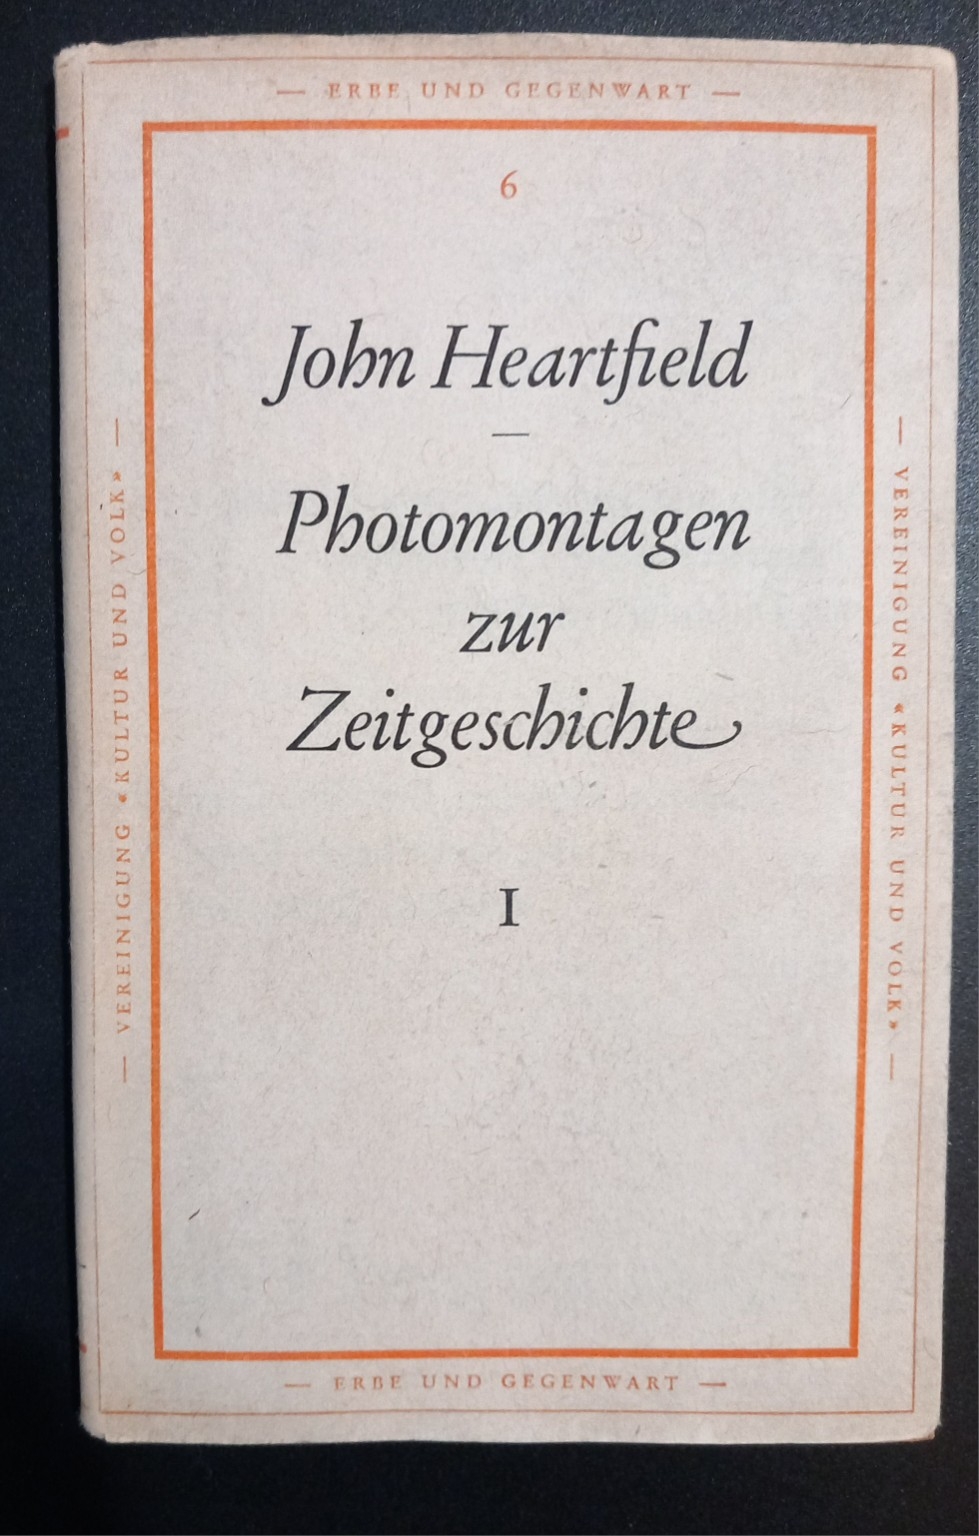 — ERBE UND GEGENWART —
6
John Heartfield
—
Photomontagen
zur
Zeitgeschichte
I
— VEREINIGUNG «KULTUR UND VOLK» —
— VEREINIGUNG «KULTUR UND VOLK» —
— ERBE UND GEGENWART —